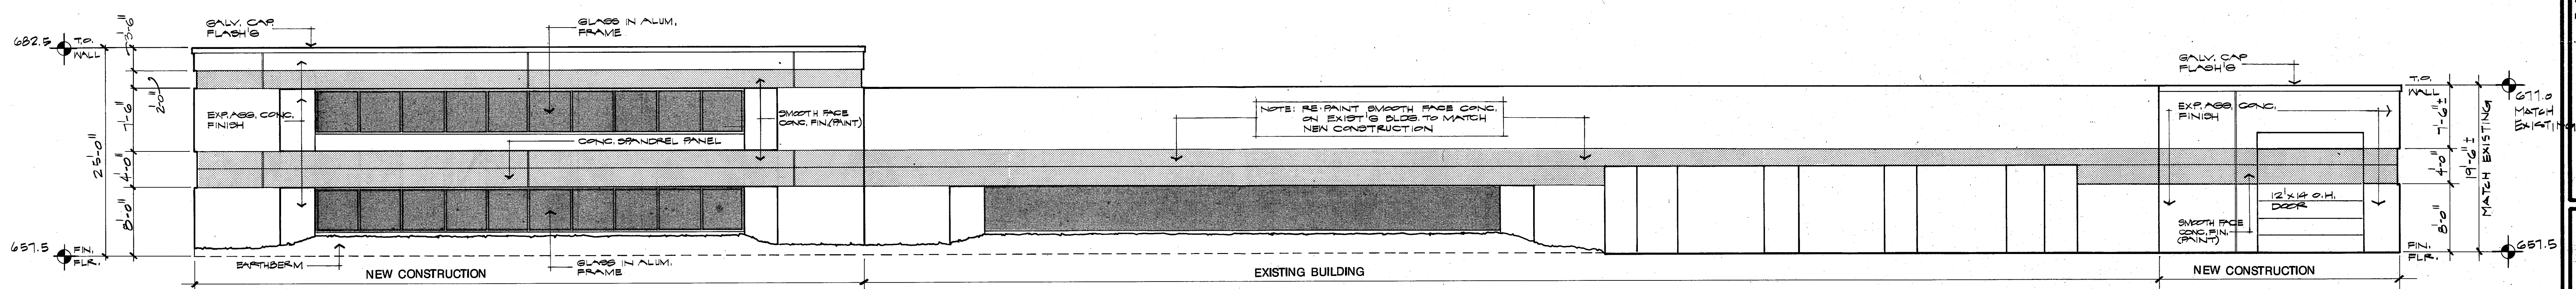 682.5
T.O.
WALL
1'-3'-6"
2'-0"
7'-6"
4'-0"
8'-0"
25'-0"
657.5
FIN.
FLR.
GALV. CAP.
FLASH'G
GLASS IN ALUM.
FRAME
EXP. AGG. CONC.
FINISH
SMOOTH FACE
CONC. FIN. (PAINT)
CONC. SPANDREL PANEL
EARTHBERM
GLASS IN ALUM.
FRAME
NEW CONSTRUCTION
NOTE: RE-PAINT SMOOTH FACE CONC.
ON EXIST'G BLDG. TO MATCH
NEW CONSTRUCTION
EXISTING BUILDING
GALV. CAP
FLASH'G
EXP. AGG. CONC.
FINISH
12'X14 O.H.
DOOR
SMOOTH FACE
CONC. FIN.
(PAINT)
NEW CONSTRUCTION
T.O.
WALL
7'-6"±
4'-0"
8'-0"
19'-6"±
MATCH EXISTING
677.0
MATCH
EXISTING
FIN.
FLR.
657.5